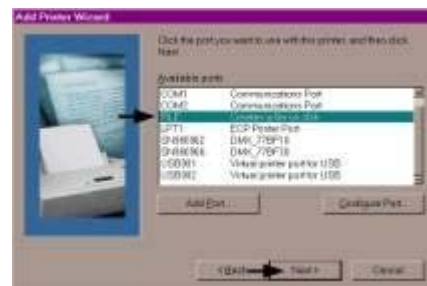 Add Printer Wizard
Click the port you want to use with this printer, and then click
Next.
Available ports:
COM1 Communications Port
COM2 Communications Port
FILE: Creates a file on disk
LPT1: ECP Printer Port
USB001 Virtual printer port for USB
USB002 Virtual printer port for USB
Add Port...
Configure Port...
< Back
Next >
Cancel